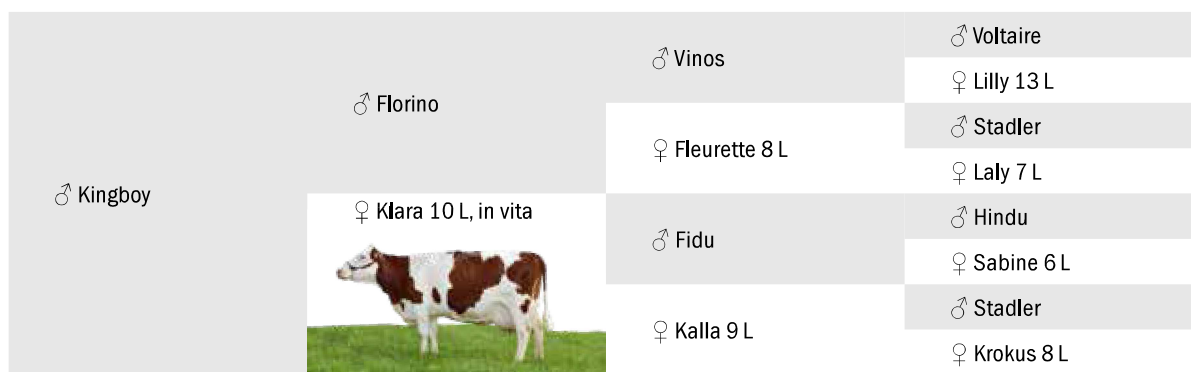 ♂ Kingboy
♂ Florino
♀ Klara 10 L, in vita
♂ Vinos
♀ Fleurette 8 L
♂ Fidu
♀ Kalla 9 L
♂ Voltaire
♀ Lilly 13 L
♂ Stadler
♀ Laly 7 L
♂ Hindu
♀ Sabine 6 L
♂ Stadler
♀ Krokus 8 L